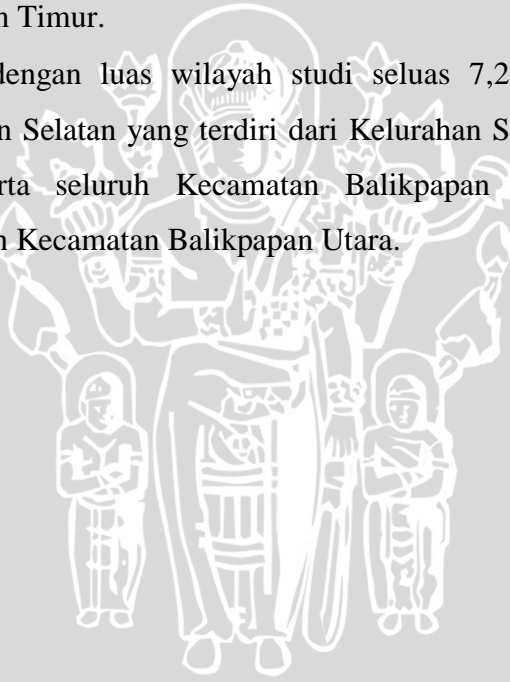 n Timur.
dengan luas wilayah studi seluas 7,2
n Selatan yang terdiri dari Kelurahan S
rta seluruh Kecamatan Balikpapan
n Kecamatan Balikpapan Utara.